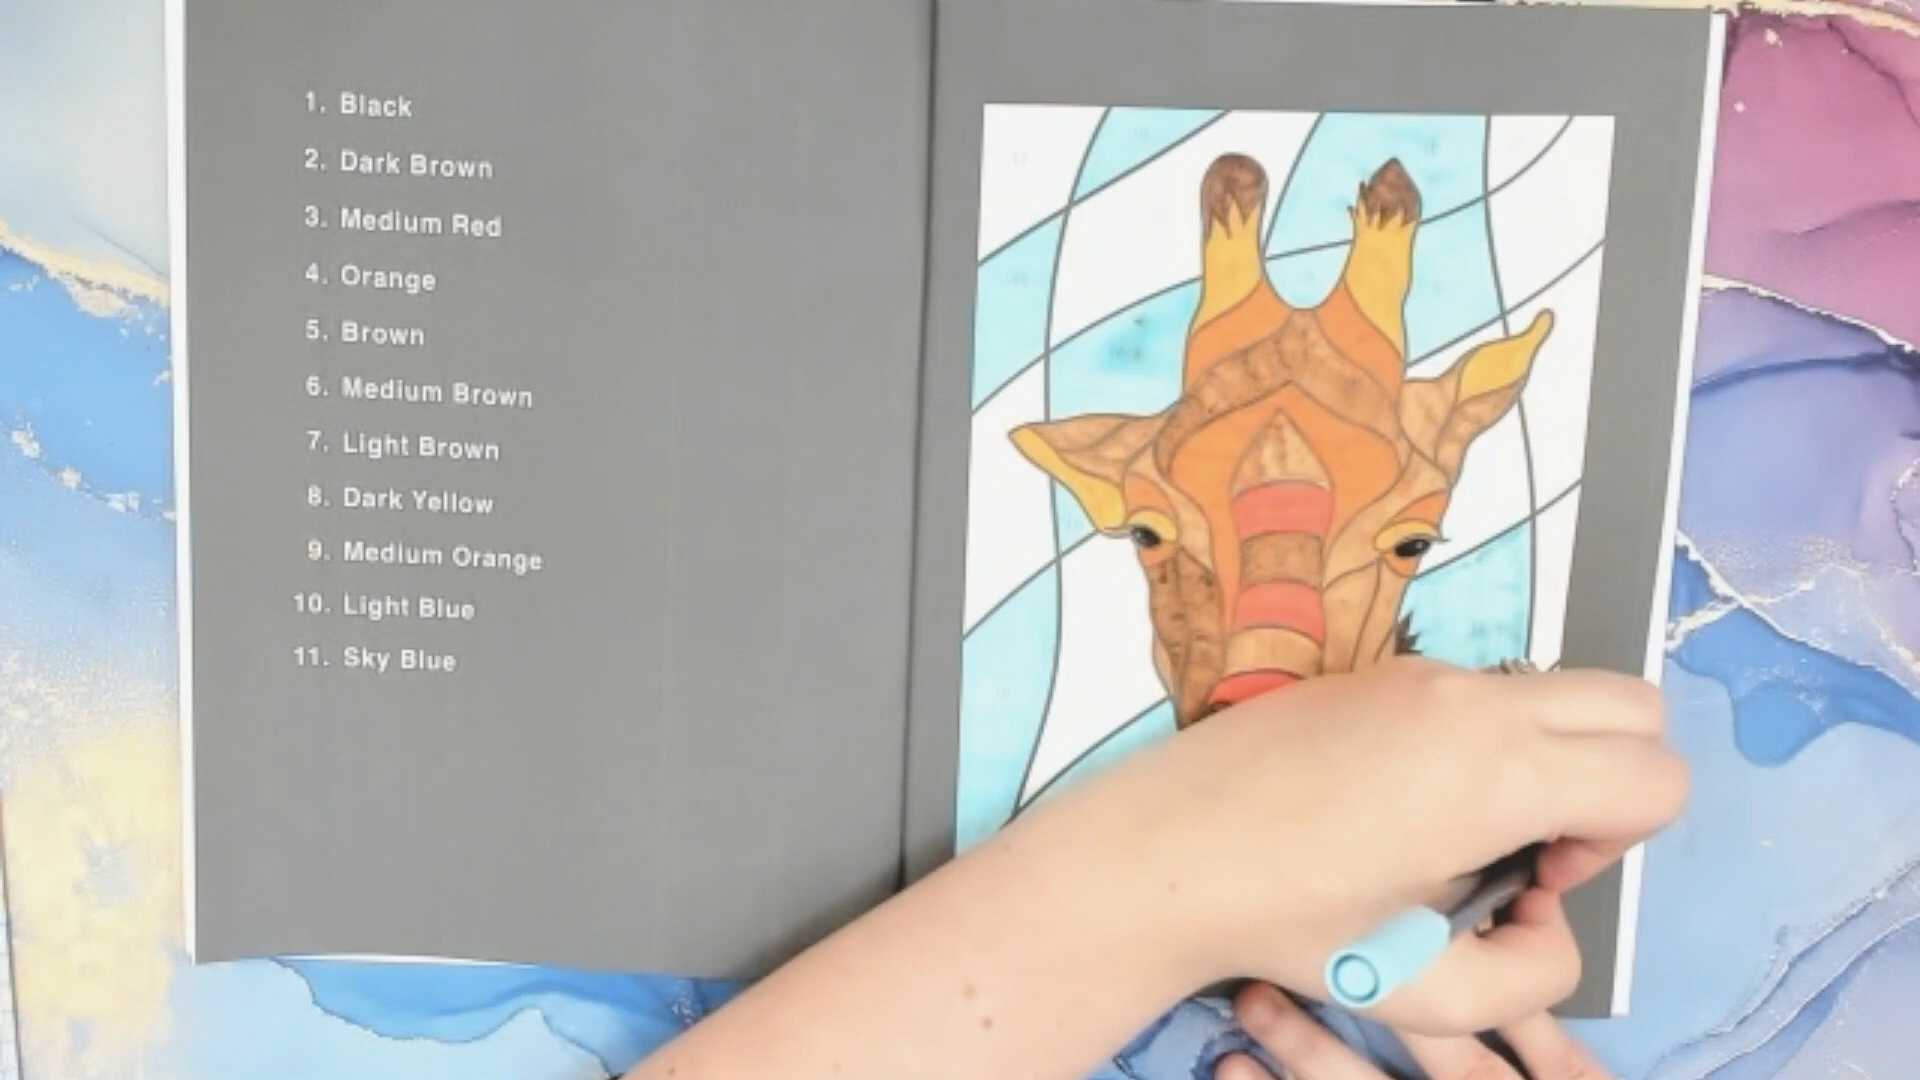 1. Black
2. Dark Brown
3. Medium Red
4. Orange
5. Brown
6. Medium Brown
7. Light Brown
8. Dark Yellow
9. Medium Orange
10. Light Blue
11. Sky Blue